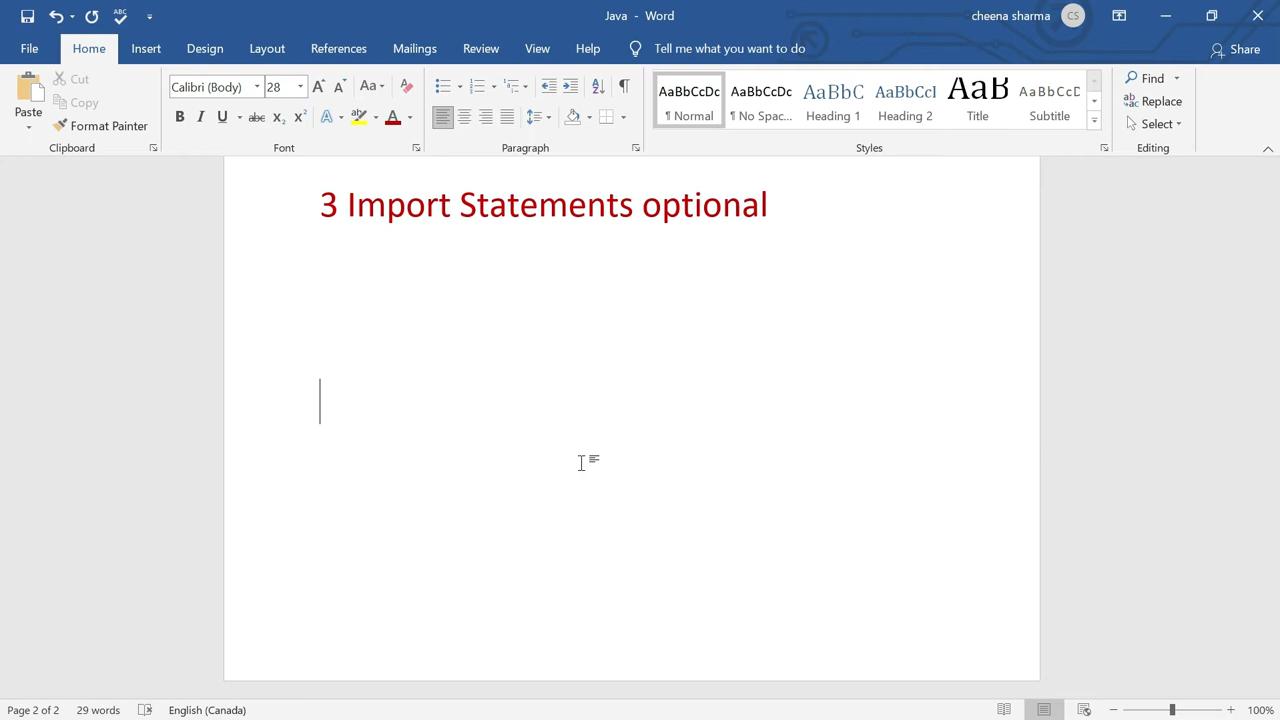 Java - Word
cheena sharma CS
File Home Insert Design Layout References Mailings Review View Help Tell me what you want to do Share
Paste
Cut
Copy
Format Painter
Clipboard
Calibri (Body) 28
Font
Paragraph
AaBbCcDc ¶ Normal
AaBbCcDc ¶ No Spac...
AaBbC Heading 1
AaBbCcl Heading 2
AaB Title
AaBbCcD Subtitle
Styles
Find
Replace
Select
Editing
3 Import Statements optional
Page 2 of 2 29 words English (Canada) 100%